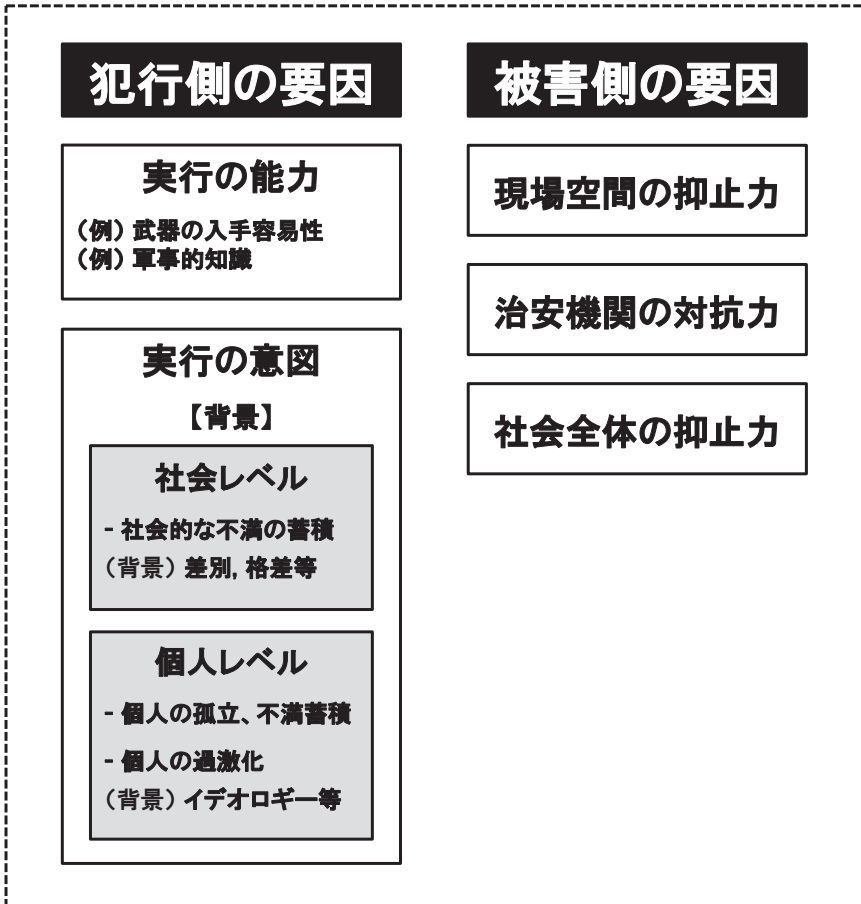 犯行側の要因
実行の能力
（例）武器の入手容易性
（例）軍事的知識
実行の意図
【背景】
社会レベル
- 社会的な不満の蓄積
（背景）差別, 格差等
個人レベル
- 個人の孤立、不満蓄積
- 個人の過激化
（背景）イデオロギー等
被害側の要因
現場空間の抑止力
治安機関の対抗力
社会全体の抑止力